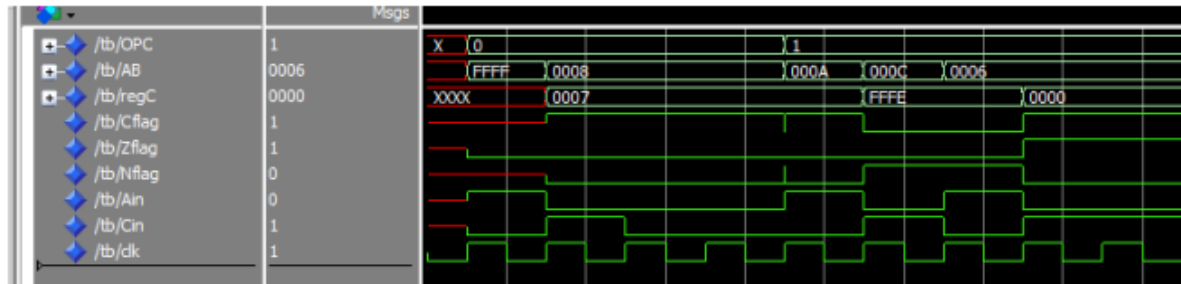 Msgs
/tb/OPC 1 X 0 1
/tb/AB 0006 FFFF 0008 000A 000C 0006
/tb/regC 0000 XXXX 0007 FFFE 0000
/tb/Cflag 1
/tb/Zflag 1
/tb/Nflag 0
/tb/Ain 0
/tb/Cin 1
/tb/clk 1